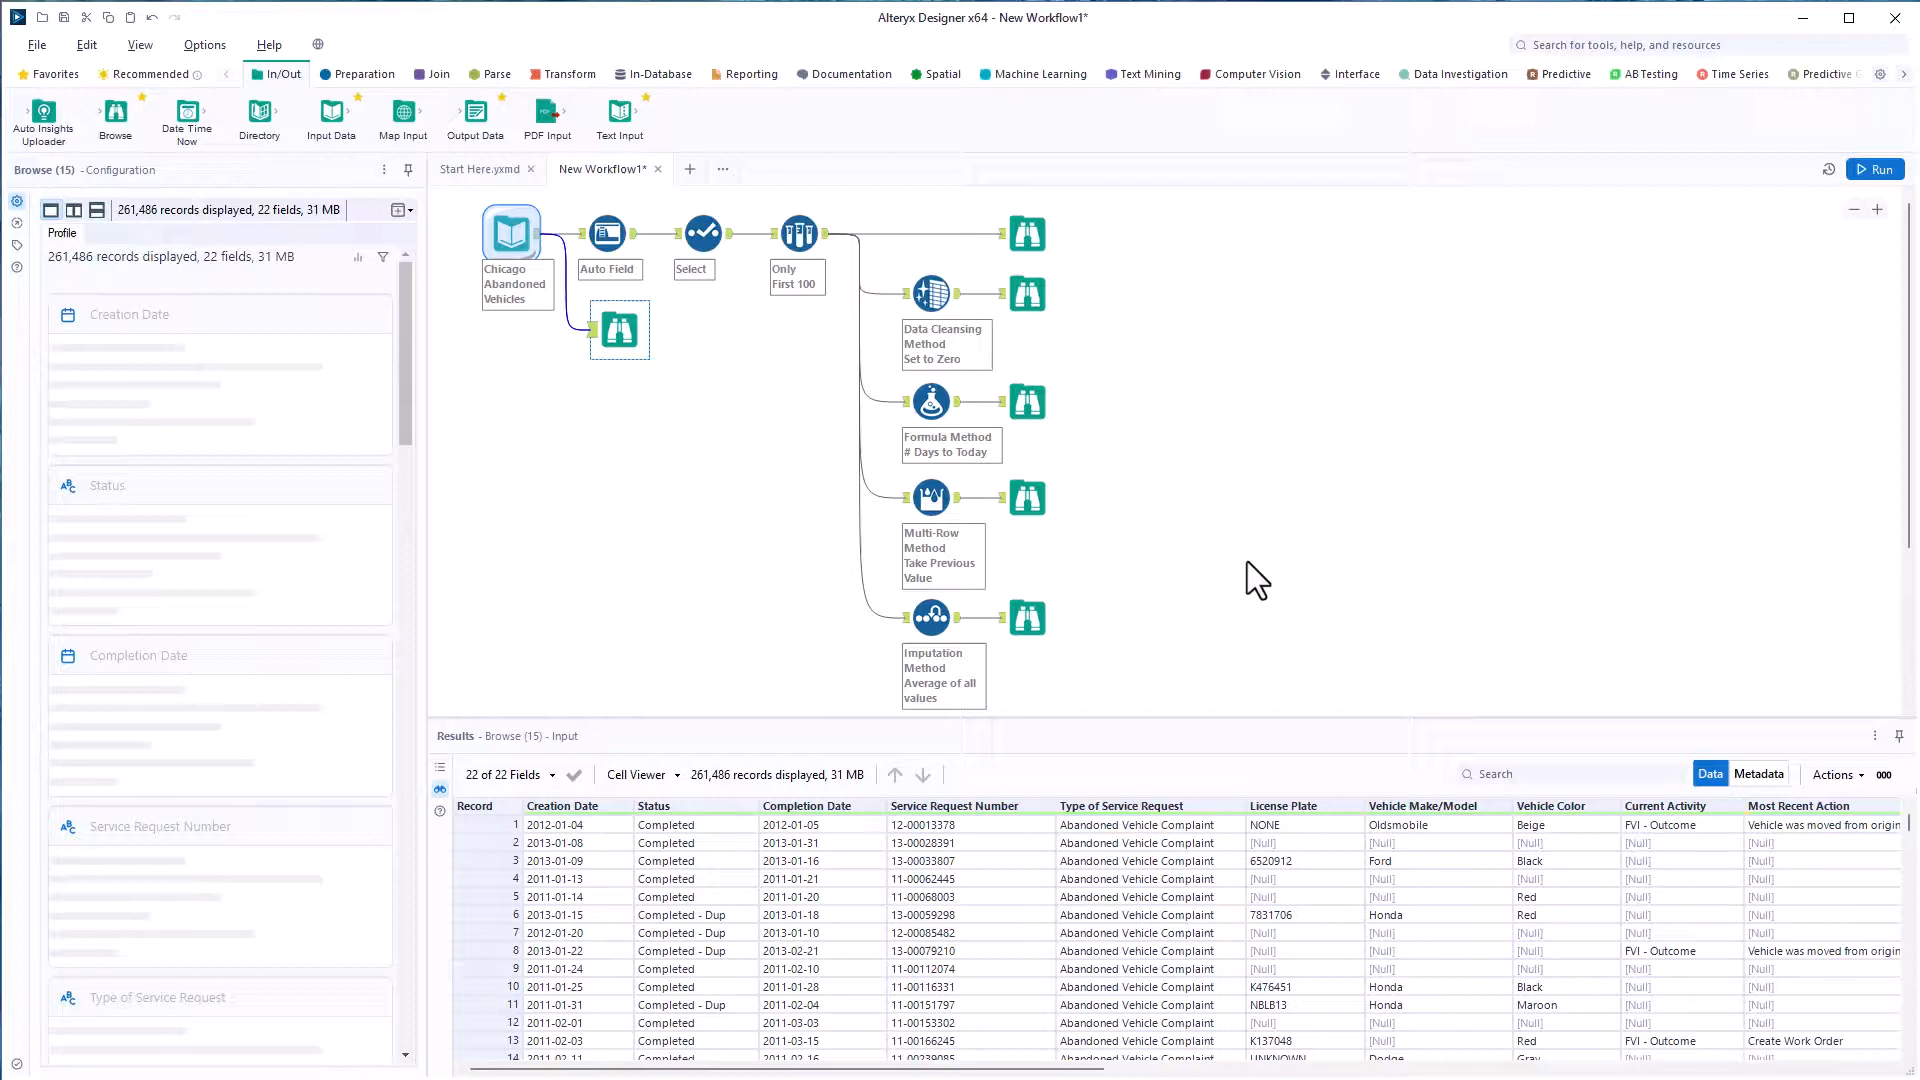 Alteryx Designer x64 - New Workflow1*
File Edit View Options Help
Search for tools, help, and resources
Favorites Recommended In/Out Preparation Join Parse Transform In-Database Reporting Documentation Spatial Machine Learning Text Mining Computer Vision Interface Data Investigation Predictive AB Testing Time Series Predictive
Auto Insights Uploader
Browse
Date Time Now
Directory
Input Data
Map Input
Output Data
PDF Input
Text Input
Browse (15) - Configuration
Start Here.yxmd
New Workflow1*
Run
261,486 records displayed, 22 fields, 31 MB
Profile
261,486 records displayed, 22 fields, 31 MB
Creation Date
Status
Completion Date
Service Request Number
Type of Service Request
Chicago
Abandoned
Vehicles
Auto Field
Select
Only
First 100
Data Cleansing
Method
Set to Zero
Formula Method
# Days to Today
Multi-Row
Method
Take Previous
Value
Imputation
Method
Average of all
values
Results - Browse (15) - Input
22 of 22 Fields Cell Viewer 261,486 records displayed, 31 MB Search Data Metadata Actions 000
Record Creation Date Status Completion Date Service Request Number Type of Service Request License Plate Vehicle Make/Model Vehicle Color Current Activity Most Recent Action
1 2012-01-04 Completed 2012-01-05 12-00013378 Abandoned Vehicle Complaint NONE Oldsmobile Beige FVI - Outcome Vehicle was moved from origin
2 2013-01-08 Completed 2013-01-31 13-00028391 Abandoned Vehicle Complaint [Null] [Null] [Null] [Null] [Null]
3 2013-01-09 Completed 2013-01-16 13-00033807 Abandoned Vehicle Complaint 6520912 Ford Black [Null] [Null]
4 2011-01-13 Completed 2011-01-21 11-00062445 Abandoned Vehicle Complaint [Null] [Null] [Null] [Null] [Null]
5 2011-01-14 Completed 2011-01-20 11-00068003 Abandoned Vehicle Complaint [Null] [Null] Red [Null] [Null]
6 2013-01-15 Completed - Dup 2013-01-18 13-00059298 Abandoned Vehicle Complaint 7831706 Honda Red [Null] [Null]
7 2012-01-20 Completed - Dup 2013-01-10 12-00085482 Abandoned Vehicle Complaint [Null] [Null] [Null] [Null] [Null]
8 2013-01-22 Completed - Dup 2013-02-21 13-00079210 Abandoned Vehicle Complaint [Null] [Null] [Null] FVI - Outcome Vehicle was moved from origin
9 2011-01-24 Completed 2011-02-10 11-00112074 Abandoned Vehicle Complaint [Null] [Null] [Null] [Null] [Null]
10 2011-01-25 Completed 2011-01-28 11-00116331 Abandoned Vehicle Complaint K476451 Honda Black [Null] [Null]
11 2011-01-31 Completed - Dup 2011-02-04 11-00151797 Abandoned Vehicle Complaint NBLB13 Honda Maroon [Null] [Null]
12 2011-02-01 Completed 2011-03-03 11-00153302 Abandoned Vehicle Complaint [Null] [Null] [Null] [Null] [Null]
13 2011-02-03 Completed 2011-03-15 11-00166245 Abandoned Vehicle Complaint K137048 [Null] Red FVI - Outcome Create Work Order
14 2011-02-11 Completed 2011-02-16 11-00239085 Abandoned Vehicle Complaint UNKNOWN Dodge Gray [Null] [Null]